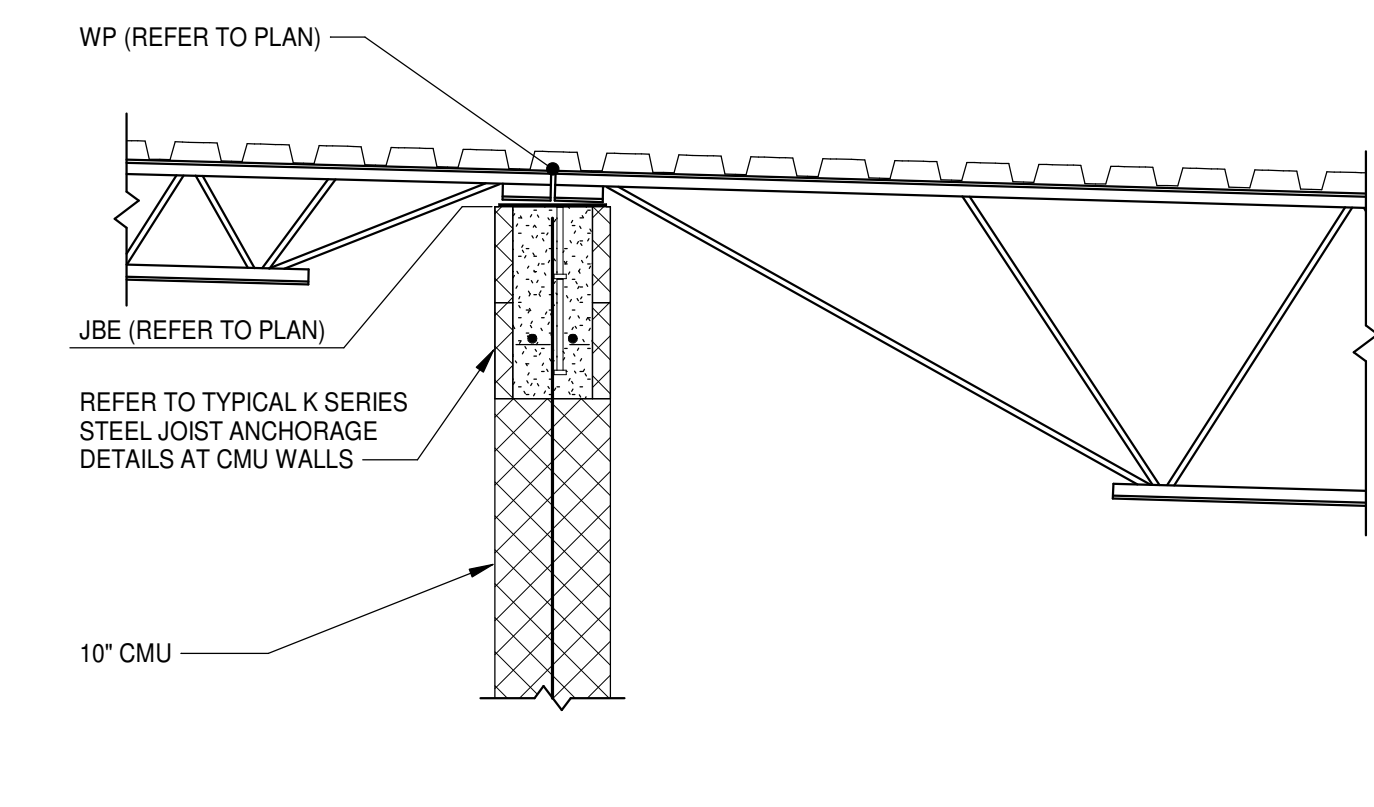 WP (REFER TO PLAN)
JBE (REFER TO PLAN)
REFER TO TYPICAL K SERIES
STEEL JOIST ANCHORAGE
DETAILS AT CMU WALLS
10" CMU